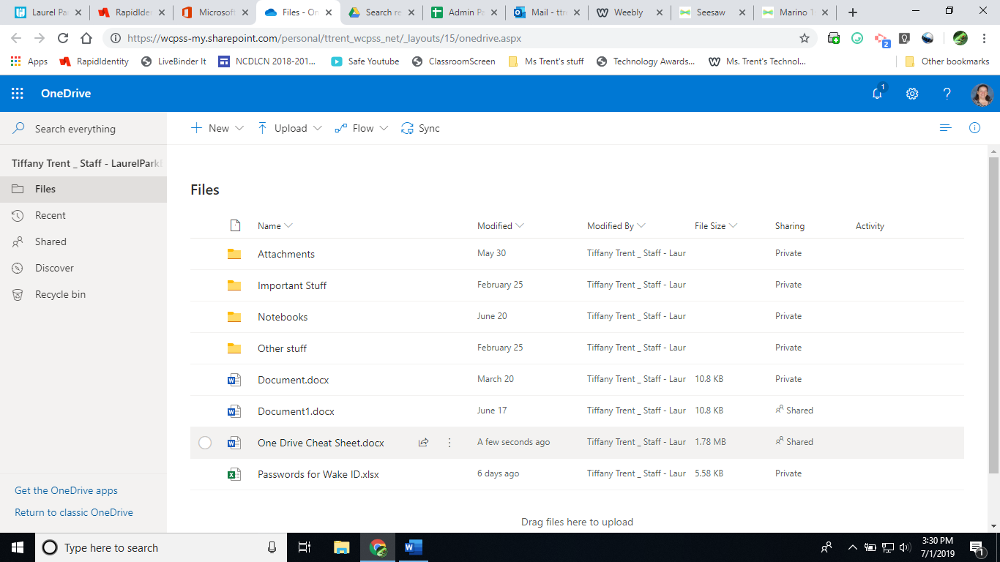 Laurel Pa
RapidIde
Microsoft
Files - On
Search re
Admin Pa
Mail - ttre
Weebly
Seesaw
Marino 1
https://wcpss-my.sharepoint.com/personal/ttrent_wcpss_net/_layouts/15/onedrive.aspx
2
Apps
RapidIdentity
LiveBinder It
NCDLCN 2018-201...
Safe Youtube
ClassroomScreen
Ms Trent's stuff
Technology Awards...
Ms. Trent's Technol...
Other bookmarks
OneDrive
1
?
Search everything
New
Upload
Flow
Sync
Tiffany Trent _ Staff - LaurelPark
Files
Recent
Shared
Discover
Recycle bin
Get the OneDrive apps
Return to classic OneDrive
Files
Name Modified Modified By File Size Sharing Activity
Attachments May 30 Tiffany Trent _ Staff - Laur Private
Important Stuff February 25 Tiffany Trent _ Staff - Laur Private
Notebooks June 20 Tiffany Trent _ Staff - Laur Private
Other stuff February 25 Tiffany Trent _ Staff - Laur Private
Document.docx March 20 Tiffany Trent _ Staff - Laur 10.8 KB Private
Document1.docx June 17 Tiffany Trent _ Staff - Laur 10.8 KB Shared
One Drive Cheat Sheet.docx A few seconds ago Tiffany Trent _ Staff - Laur 1.78 MB Shared
Passwords for Wake ID.xlsx 6 days ago Tiffany Trent _ Staff - Laur 5.58 KB Private
Drag files here to upload
Type here to search
3:30 PM
7/1/2019
1